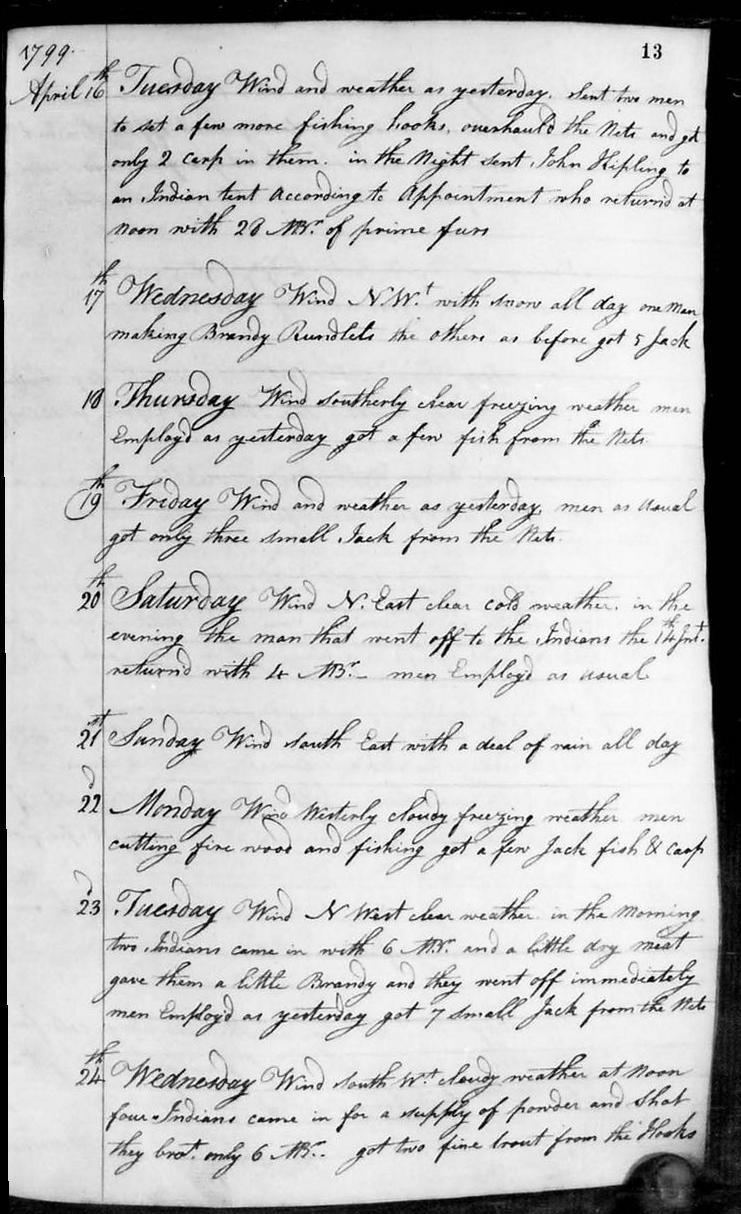 1799. 13
April 16th Tuesday Wind and weather as yesterday. sent two men
to set a few more fishing hooks, overhauld the Nets and got
only 2 Carp in them. in the Night sent John Kipling to
an Indian tent According to Appointment who returnd at
Noon with 28 MBr. of prime furs
17th Wednesday Wind N.W.t with snow all day one Man
making Brandy Rundlets the others as before got 5 Jack
18 Thursday Wind southerly clear freezing weather men
Employd as yesterday got a few fish from the Nets.
19th Friday Wind and weather as yesterday, men as usual
got only three small Jack from the Nets.
20th Saturday Wind N. East clear cold weather. in the
evening the man that went off to the Indians the 14th Inst.
returnd with 4 MBr. men Employd as usual
21st Sunday Wind South East with a deal of rain all day
22d Monday Wind Westerly cloudy freezing weather men
cutting fire wood and fishing got a few Jack fish & Carp
23d Tuesday Wind N West clear weather in the Morning
two Indians came in with 6 MBr. and a little dry meat
gave them a little Brandy and they went off immediately
men Employd as yesterday got 7 small Jack from the Nets
24th Wednesday Wind south Wt. cloudy weather at Noon
four Indians came in for a supply of powder and Shot
they brot. only 6 MBr. got two fine trout from the Hooks